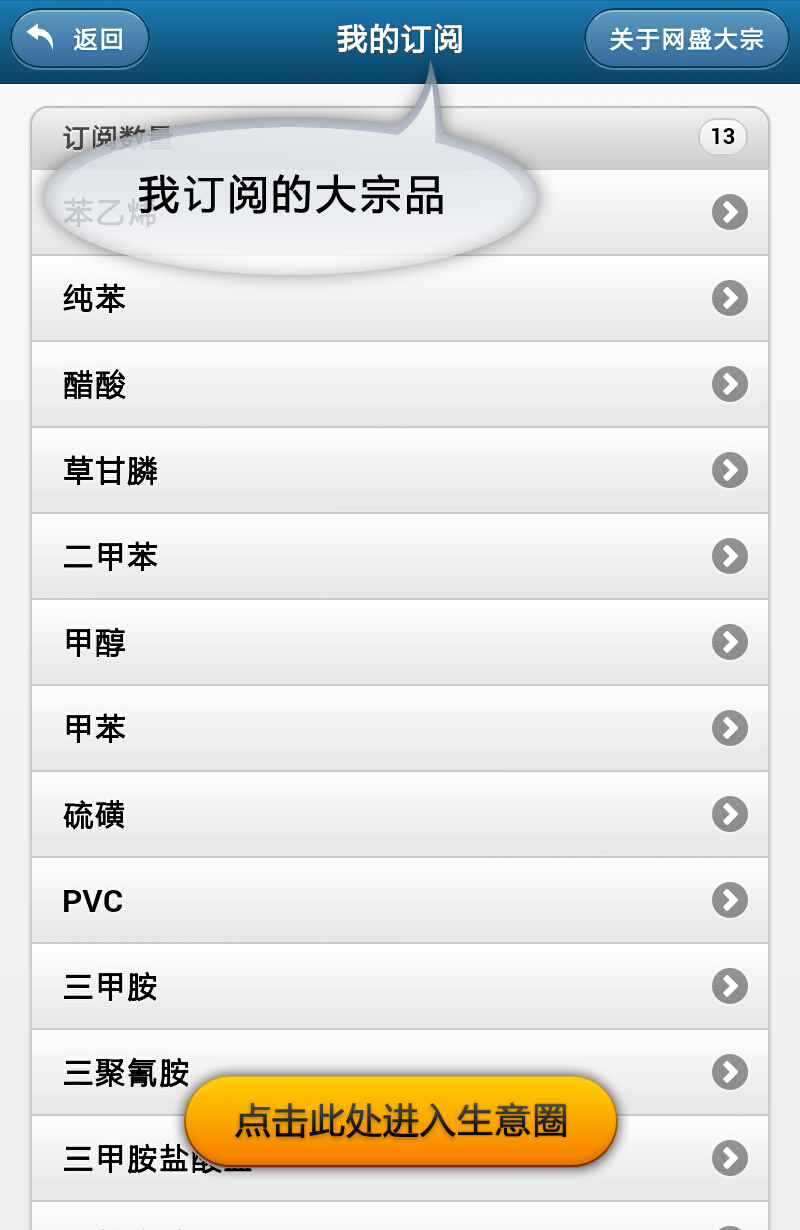 返回
我的订阅
关于网盛大宗
订阅数量
13
我订阅的大宗品
苯乙烯
纯苯
醋酸
草甘膦
二甲苯
甲醇
甲苯
硫磺
PVC
三甲胺
三聚氰胺
点击此处进入生意圈
三甲胺盐酸盐